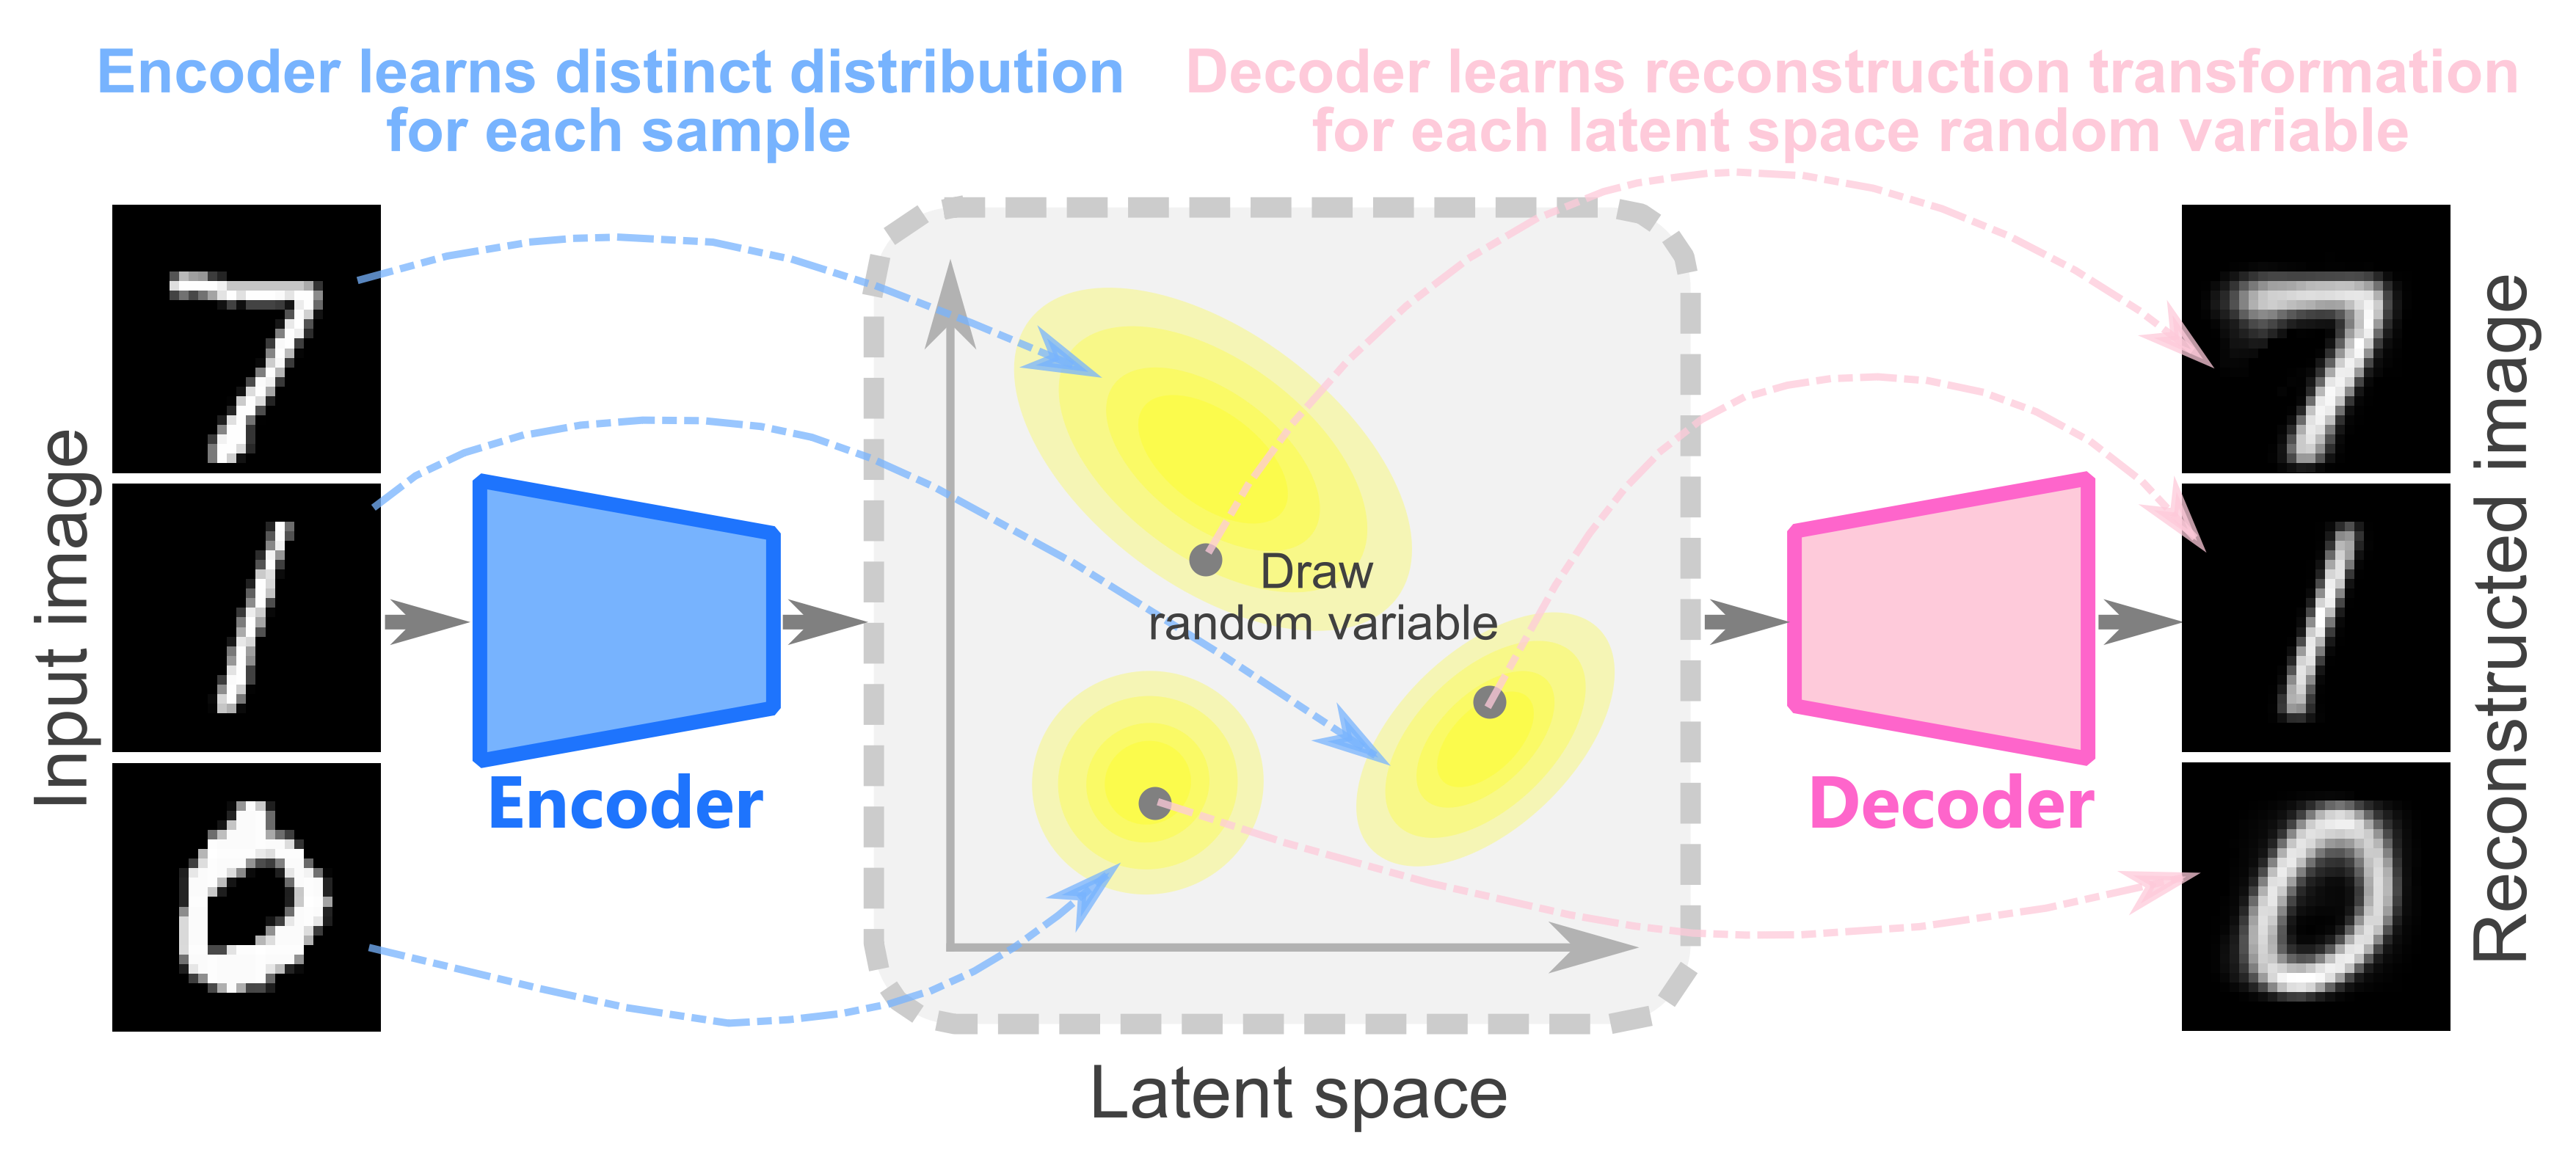 Encoder learns distinct distribution
for each sample
Decoder learns reconstruction transformation
for each latent space random variable
Input image
Encoder
Draw
random variable
Latent space
Decoder
Reconstructed image